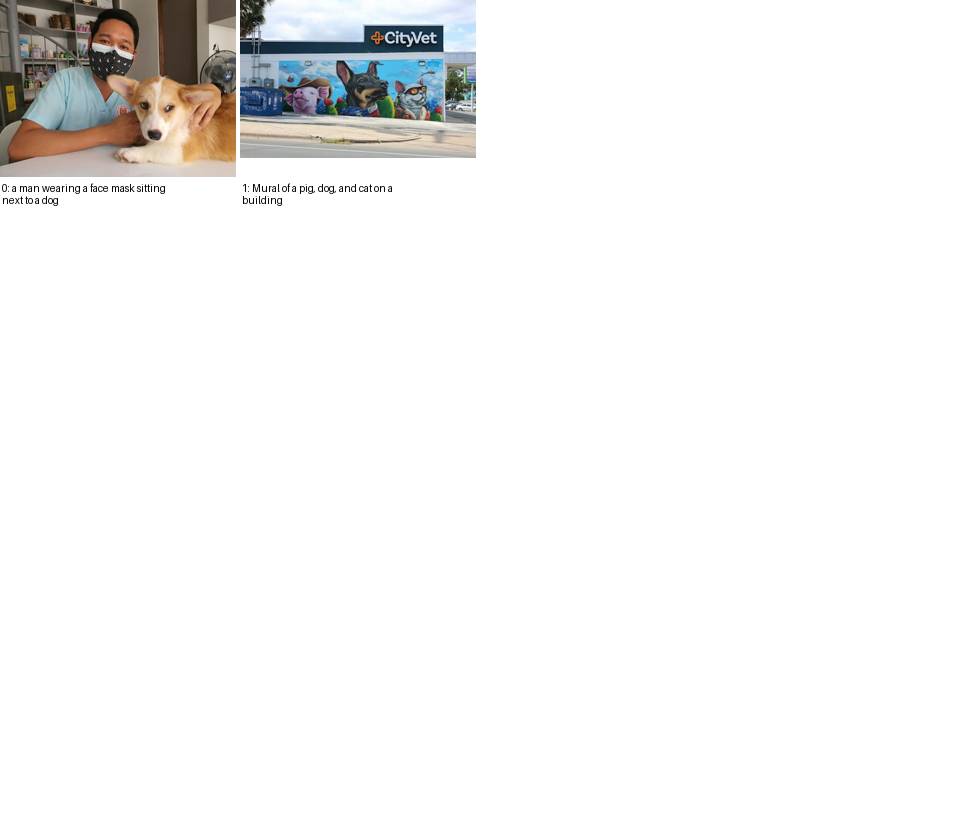 CityVet
0: a man wearing a face mask sitting
next to a dog
1: Mural of a pig, dog, and cat on a
building